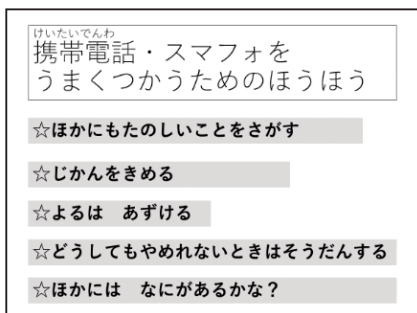 けいたいでんわ
携帯電話・スマフォを
うまくつかうためのほうほう
☆ほかにもたのしいことをさがす
☆じかんをきめる
☆よるは　あずける
☆どうしてもやめれないときはそうだんする
☆ほかには　なにがあるかな？